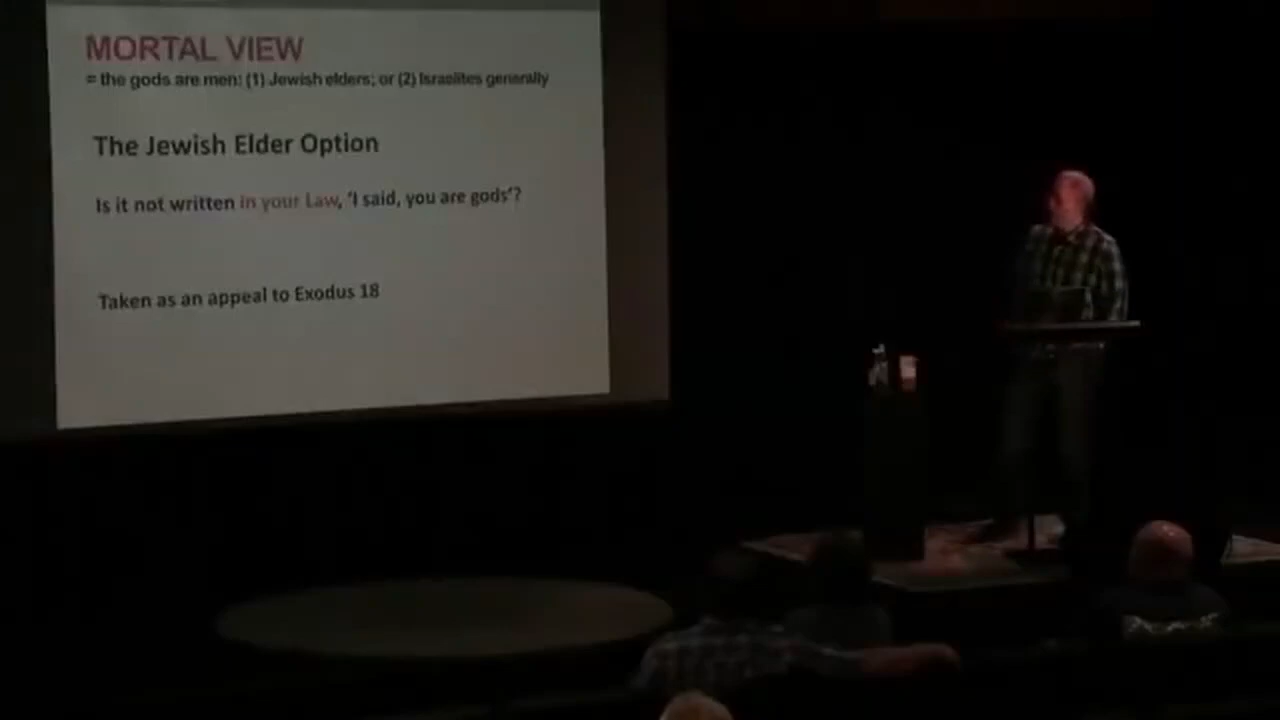 MORTAL VIEW
= the gods are men: (1) Jewish elders; or (2) Israelites generally
The Jewish Elder Option
Is it not written in your Law, 'I said, you are gods'?
Taken as an appeal to Exodus 18